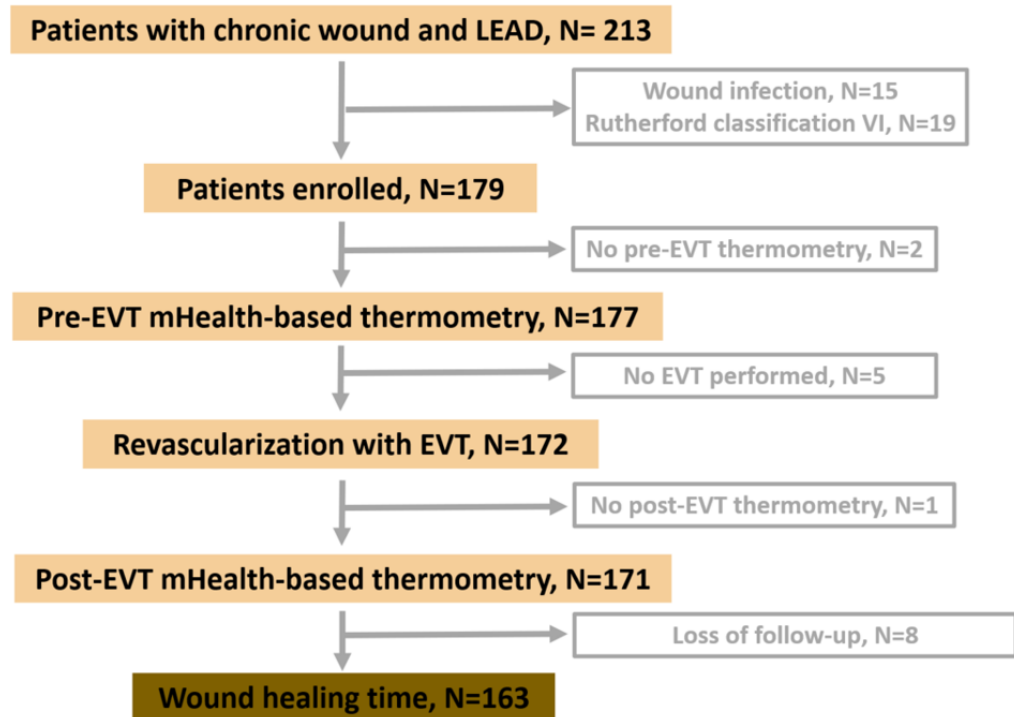 Patients with chronic wound and LEAD, N= 213
Wound infection, N=15
Rutherford classification VI, N=19
Patients enrolled, N=179
No pre-EVT thermometry, N=2
Pre-EVT mHealth-based thermometry, N=177
No EVT performed, N=5
Revascularization with EVT, N=172
No post-EVT thermometry, N=1
Post-EVT mHealth-based thermometry, N=171
Loss of follow-up, N=8
Wound healing time, N=163